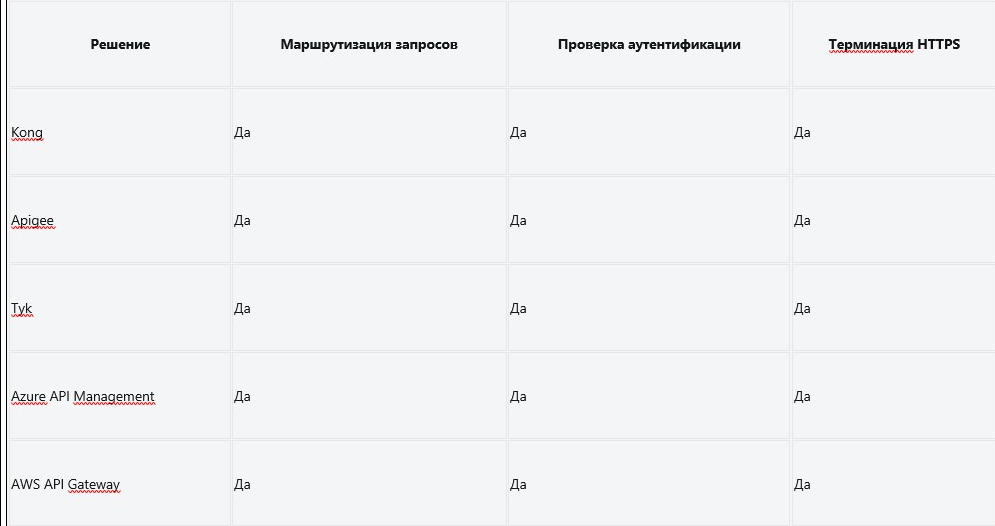 Решение Маршрутизация запросов Проверка аутентификации Терминация HTTPS
Kong Да Да Да
Apigee Да Да Да
Tyk Да Да Да
Azure API Management Да Да Да
AWS API Gateway Да Да Да